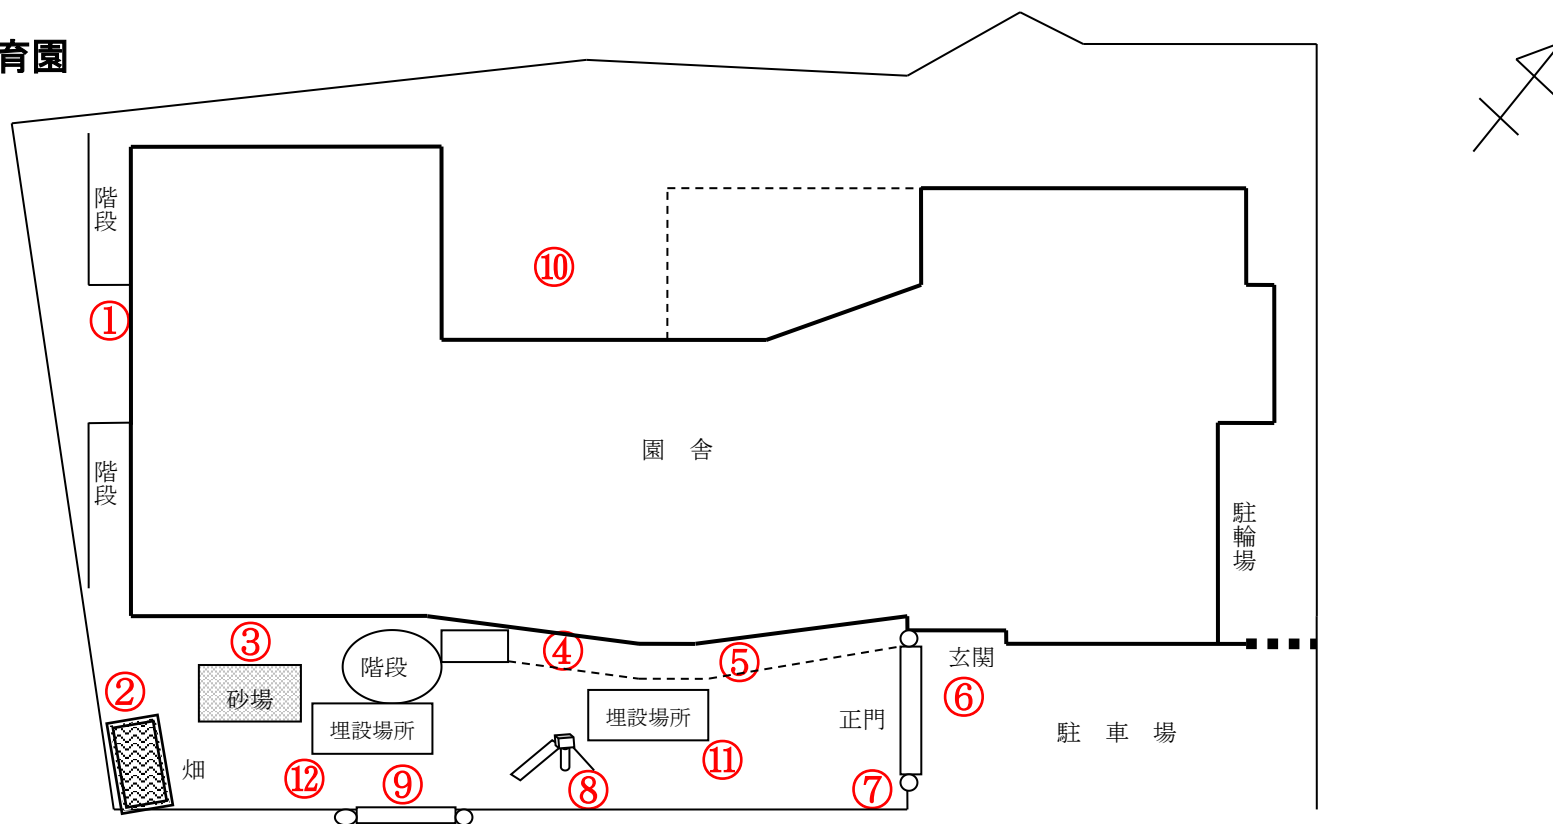 育園
階段
⑩
①
園 舎
階段
駐輪場
③
④
⑤
玄関
階段
②
砂場
⑥
埋設場所
正門
埋設場所
駐 車 場
⑪
畑
⑫
⑨
⑧
⑦